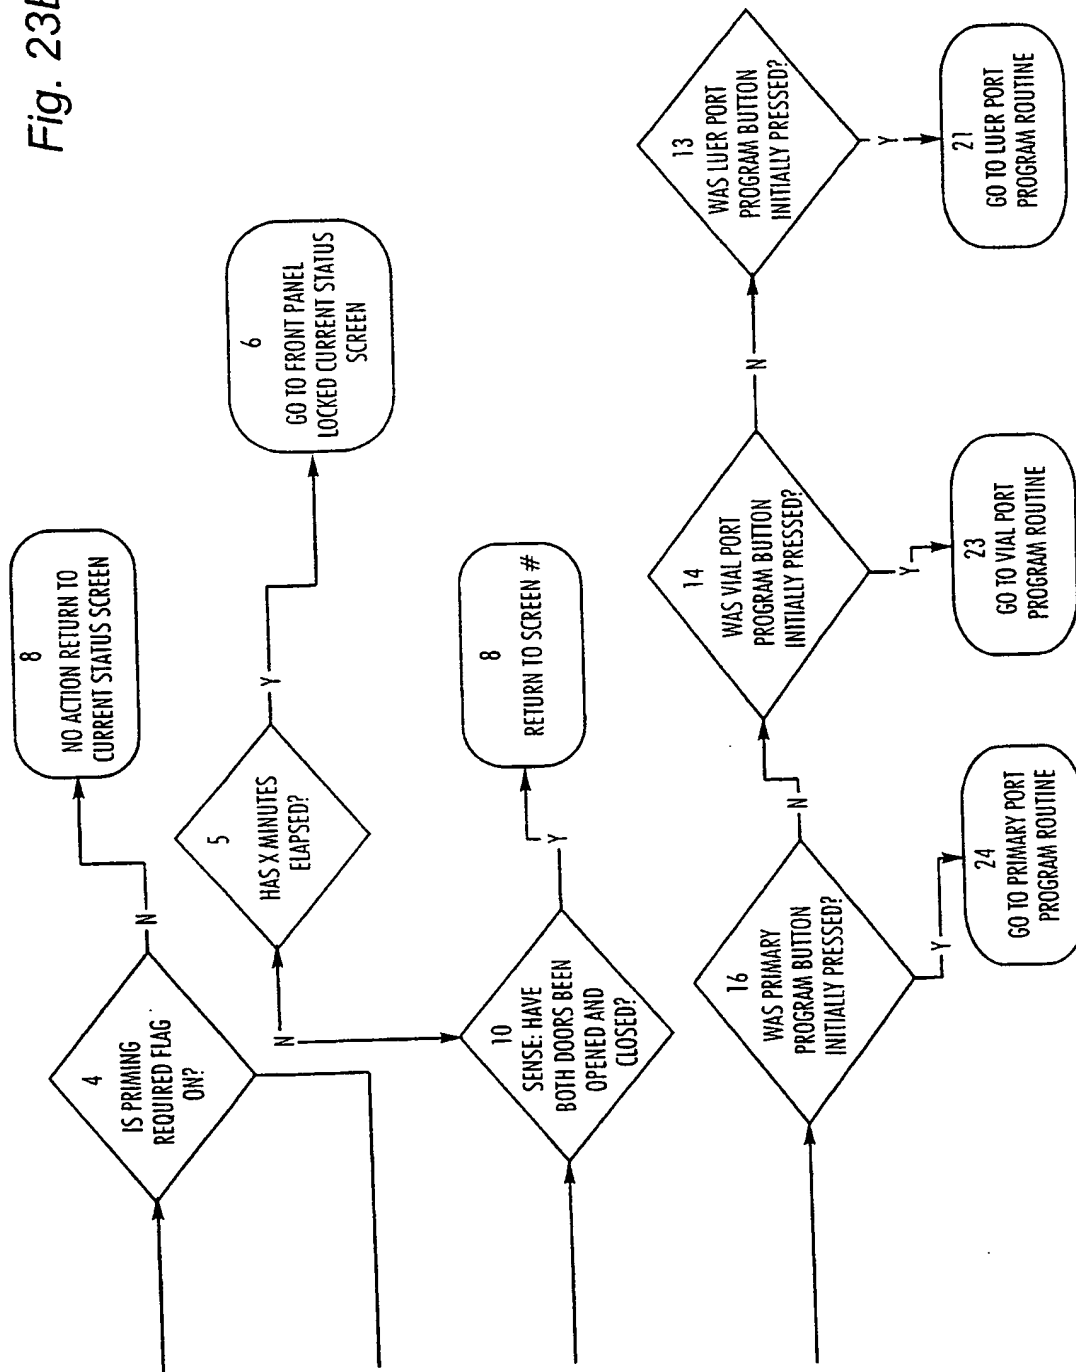 Fig. 23B
4
IS PRIMING
REQUIRED FLAG
ON?
N
8
NO ACTION RETURN TO
CURRENT STATUS SCREEN
5
HAS X MINUTES
ELAPSED?
Y
N
6
GO TO FRONT PANEL
LOCKED CURRENT STATUS
SCREEN
10
SENSE: HAVE
BOTH DOORS BEEN
OPENED AND
CLOSED?
Y
8
RETURN TO SCREEN #
16
WAS PRIMARY
PROGRAM BUTTON
INITIALLY PRESSED?
N
Y
24
GO TO PRIMARY PORT
PROGRAM ROUTINE
14
WAS VIAL PORT
PROGRAM BUTTON
INITIALLY PRESSED?
N
Y
23
GO TO VIAL PORT
PROGRAM ROUTINE
13
WAS LUER PORT
PROGRAM BUTTON
INITIALLY PRESSED?
Y
21
GO TO LUER PORT
PROGRAM ROUTINE